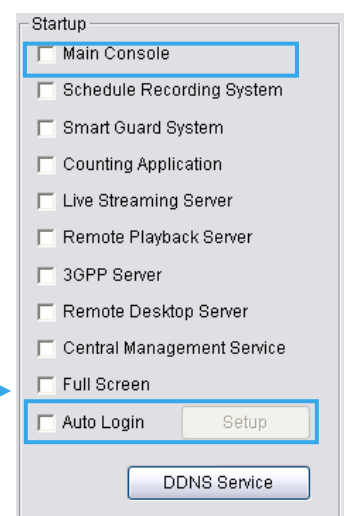 Startup
Main Console
Schedule Recording System
Smart Guard System
Counting Application
Live Streaming Server
Remote Playback Server
3GPP Server
Remote Desktop Server
Central Management Service
Full Screen
Auto Login Setup
DDNS Service